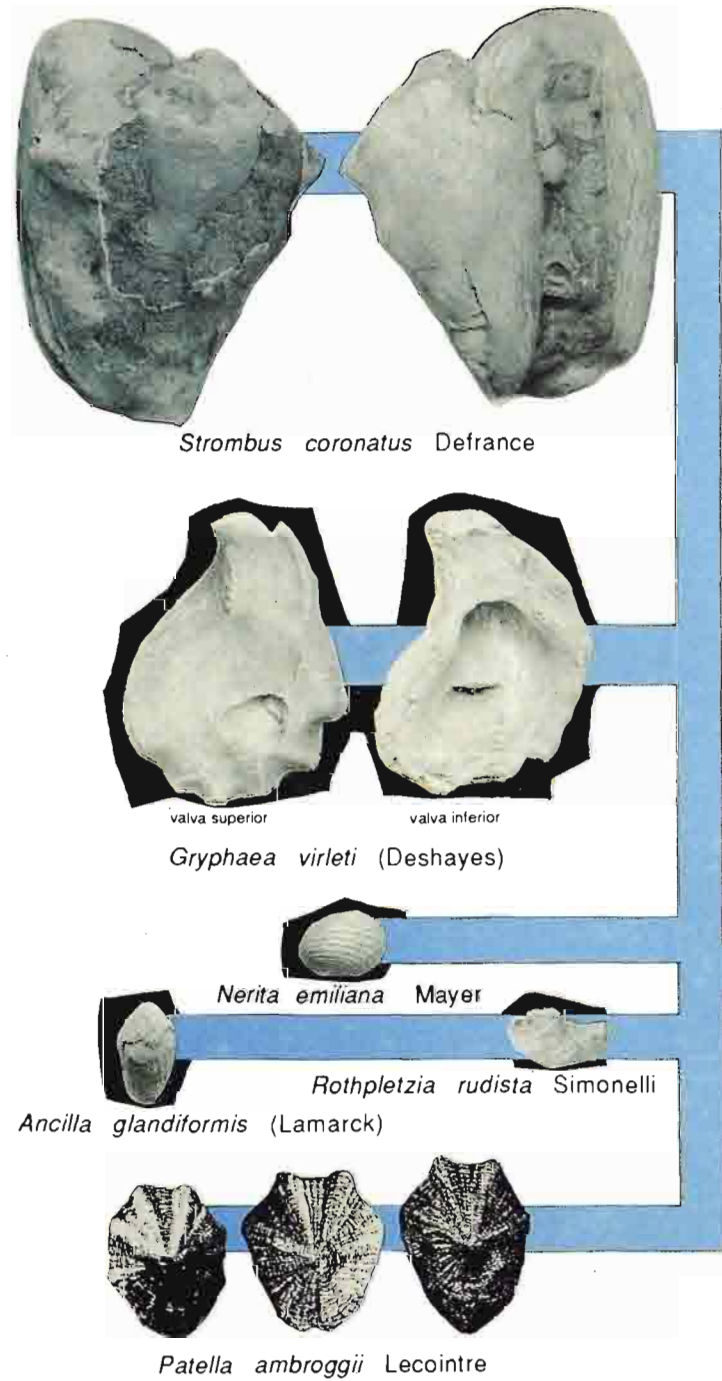 Strombus coronatus Defrance
valva superior
valva inferior
Gryphaea virleti (Deshayes)
Nerita emiliana Mayer
Rothpletzia rudista Simonelli
Ancilla glandiformis (Lamarck)
Patella ambroggii Lecointre